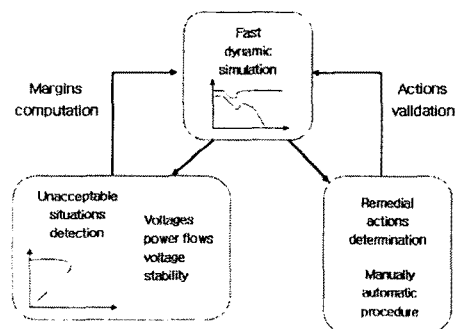 Fast
dynamic
simulation
Margins
computation
Actions
validation
Unacceptable
situations
detection
Voltages
power flows
voltage
stability
Remedial
actions
determination
Manually
automatic
procedure